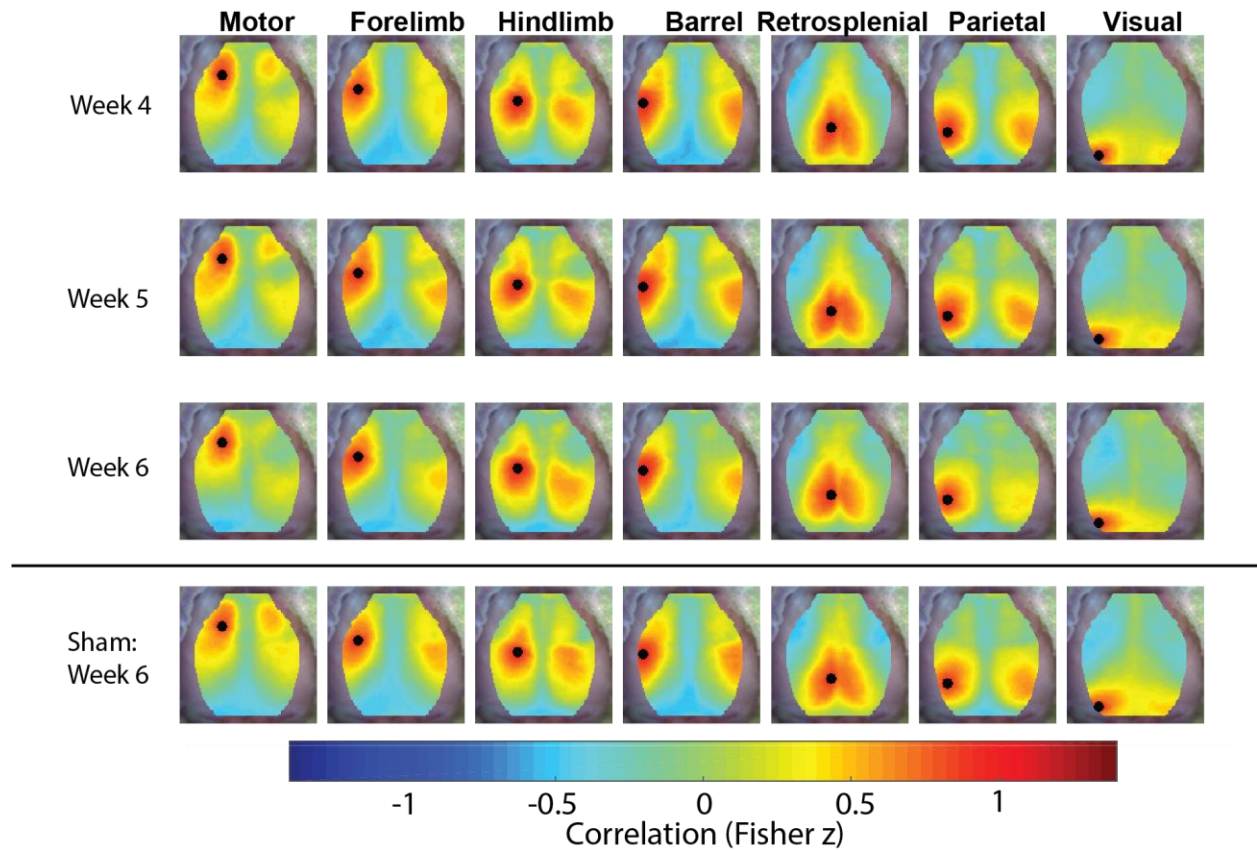 Motor Forelimb Hindlimb Barrel Retrosplenial Parietal Visual
Week 4
Week 5
Week 6
Sham:
Week 6
-1 -0.5 0 0.5 1
Correlation (Fisher z)